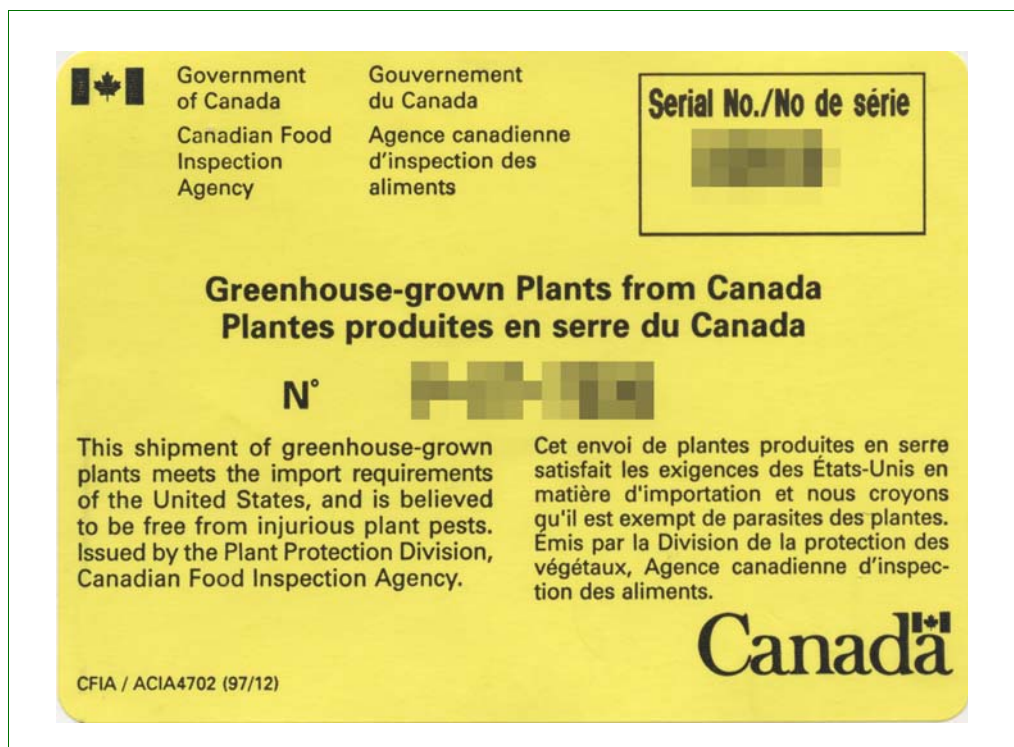 Government
of Canada
Canadian Food
Inspection
Agency
Gouvernement
du Canada
Agence canadienne
d'inspection des
aliments
Serial No./No de série
Greenhouse-grown Plants from Canada
Plantes produites en serre du Canada
N°
This shipment of greenhouse-grown
plants meets the import requirements
of the United States, and is believed
to be free from injurious plant pests.
Issued by the Plant Protection Division,
Canadian Food Inspection Agency.
Cet envoi de plantes produites en serre
satisfait les exigences des États-Unis en
matière d'importation et nous croyons
qu'il est exempt de parasites des plantes.
Émis par la Division de la protection des
végétaux, Agence canadienne d'inspec-
tion des aliments.
Canada
CFIA / ACIA4702 (97/12)